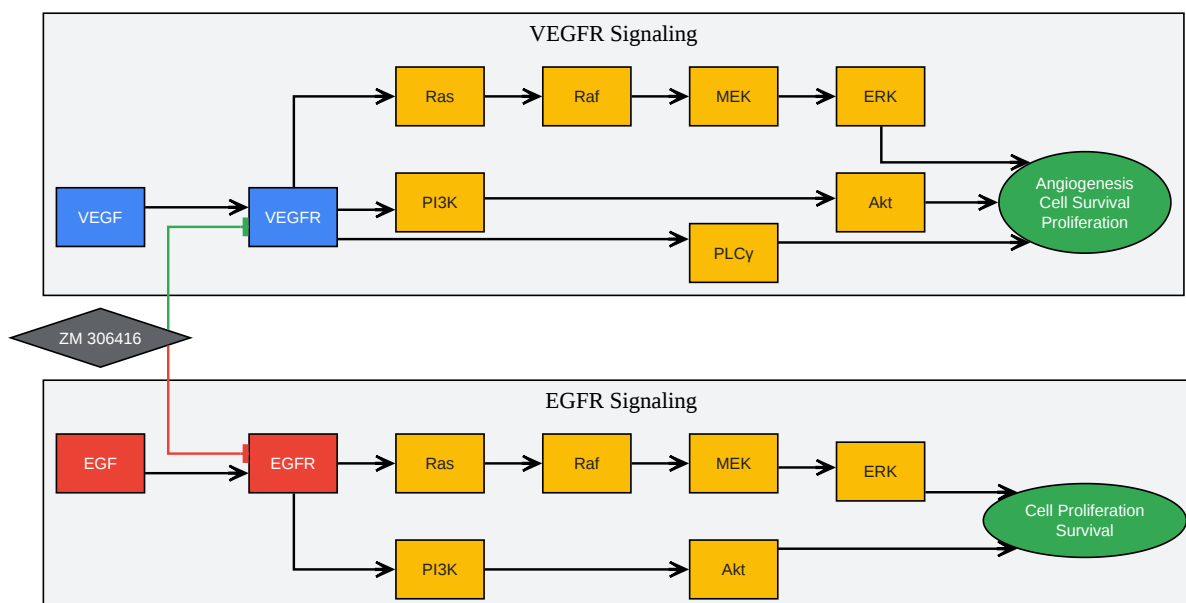 VEGFR Signaling
Ras
Raf
MEK
ERK
VEGF
VEGFR
PI3K
Akt
Angiogenesis
Cell Survival
Proliferation
PLCγ
ZM 306416
EGFR Signaling
EGF
EGFR
Ras
Raf
MEK
ERK
Cell Proliferation
Survival
PI3K
Akt